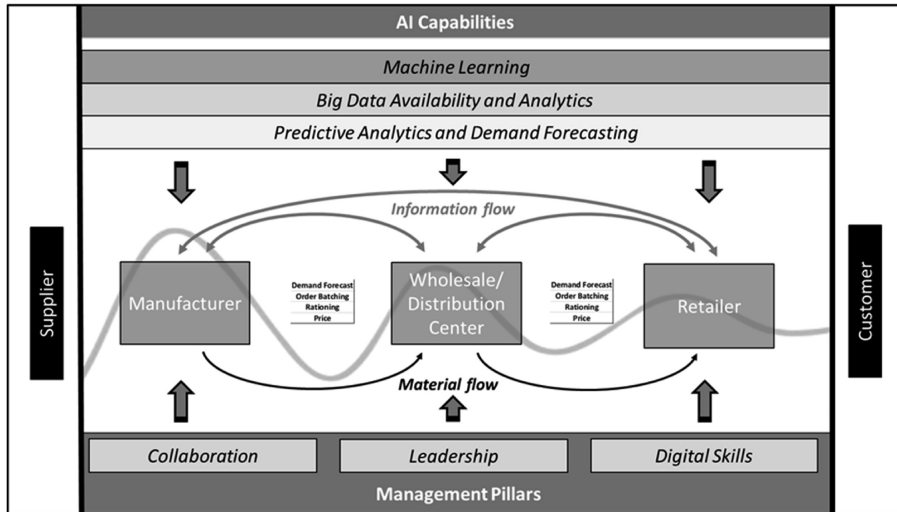 AI Capabilities
Machine Learning
Big Data Availability and Analytics
Predictive Analytics and Demand Forecasting
Information flow
Supplier
Manufacturer
Demand Forecast
Order Batching
Rationing
Price
Wholesale/
Distribution
Center
Demand Forecast
Order Batching
Rationing
Price
Retailer
Customer
Material flow
Collaboration
Leadership
Digital Skills
Management Pillars